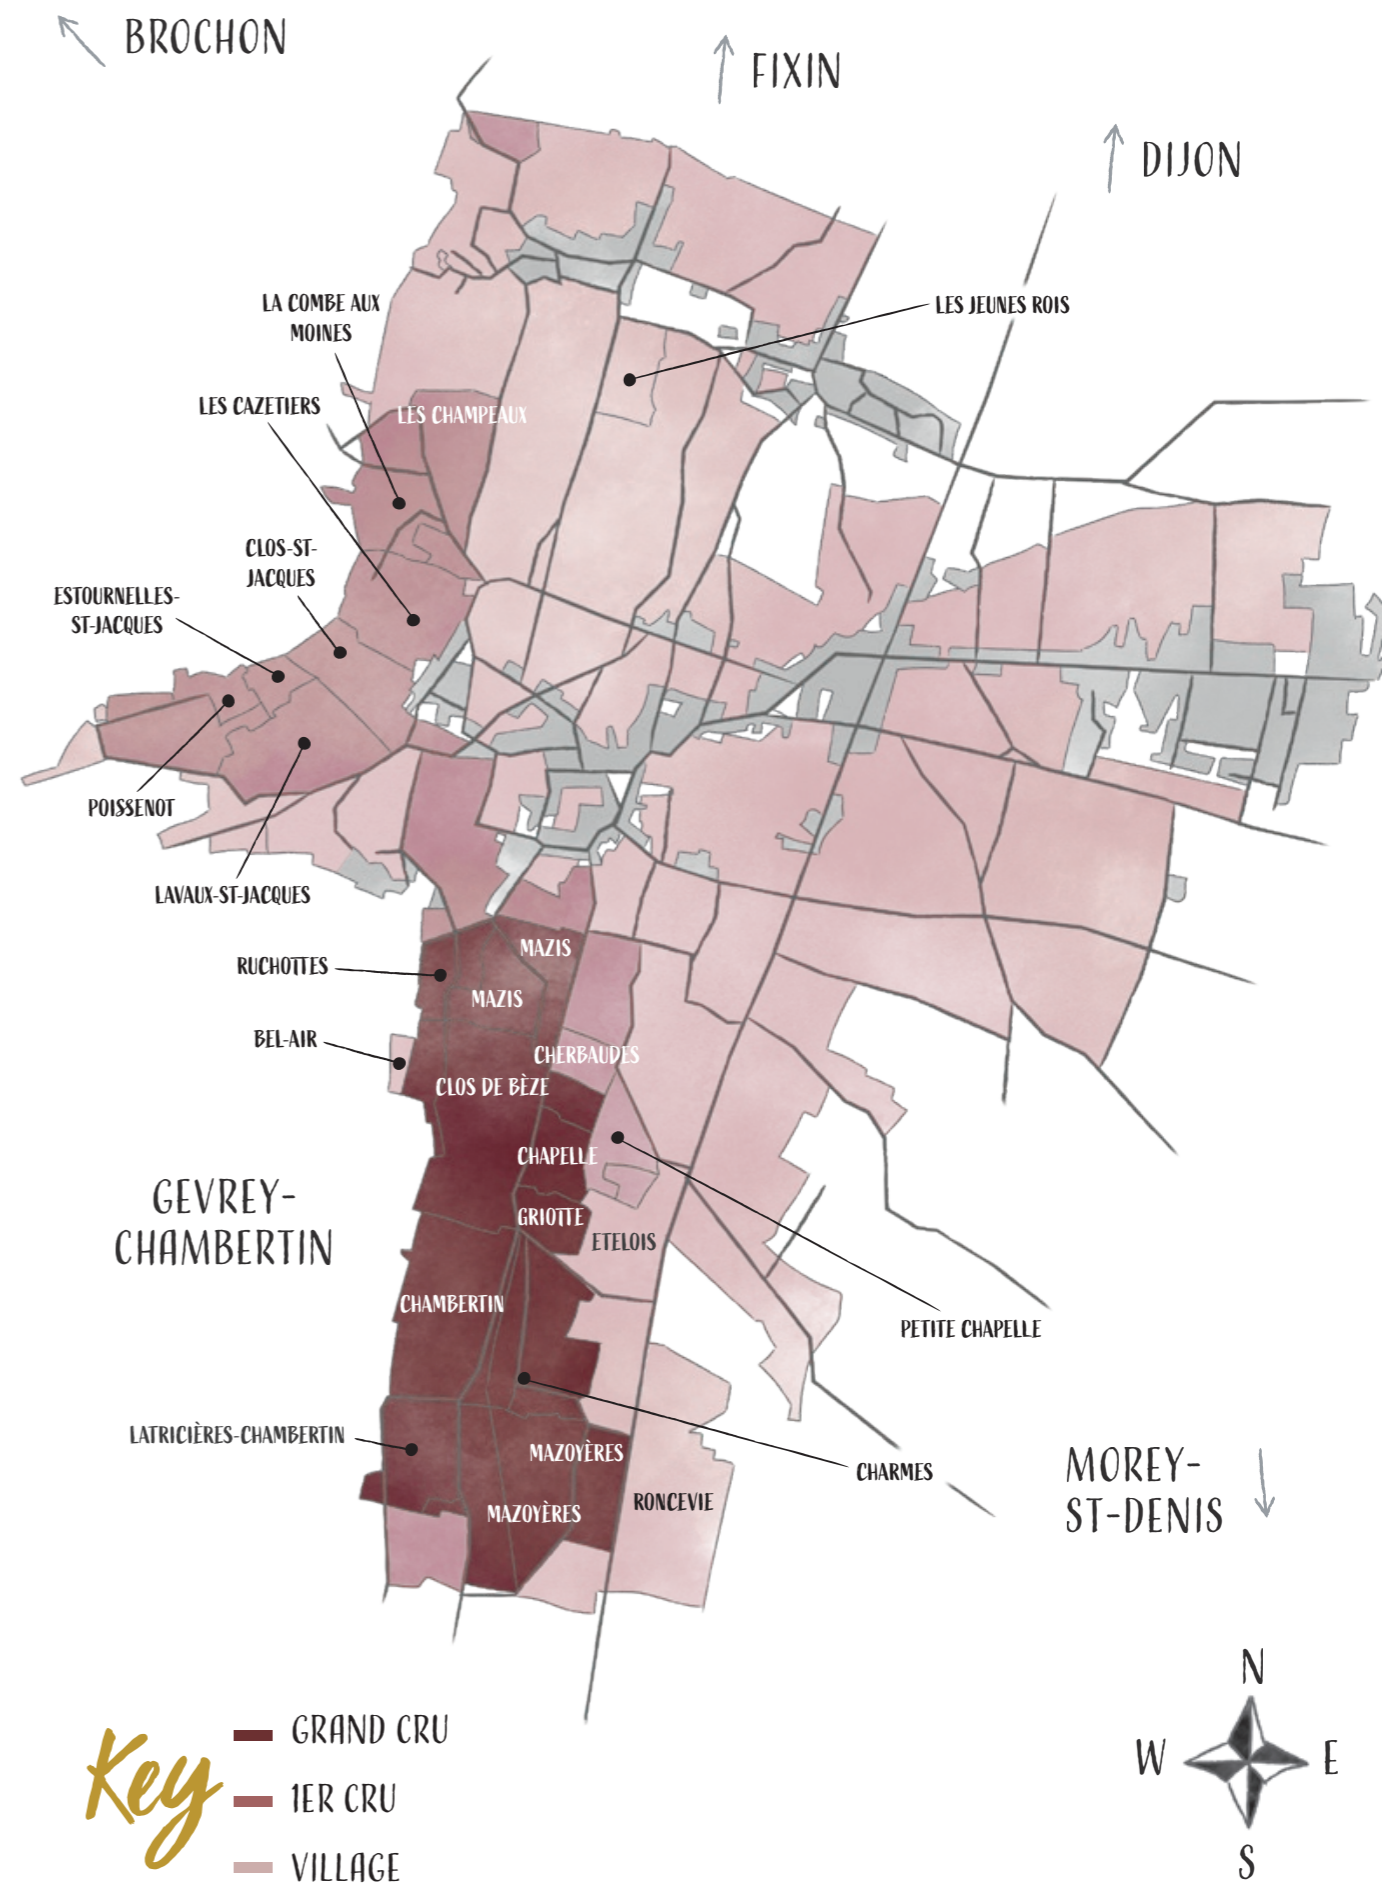 BROCHON
FIXIN
DIJON
LA COMBE AUX
MOINES
LES JEUNES ROIS
LES CAZETIERS
LES CHAMPEAUX
CLOS-ST-
JACQUES
ESTOURNELLES-
ST-JACQUES
POISSENOT
LAVAUX-ST-JACQUES
RUCHOTTES
MAZIS
MAZIS
BEL-AIR
CHERBAUDES
CLOS DE BÈZE
CHAPELLE
GEVREY-
CHAMBERTIN
GRIOTTE
ETELOIS
CHAMBERTIN
PETITE CHAPELLE
LATRICIÈRES-CHAMBERTIN
MAZOYÈRES
CHARMES
MOREY-
ST-DENIS
MAZOYÈRES
RONCEVIE
N
W
E
S
Key
GRAND CRU
1ER CRU
VILLAGE